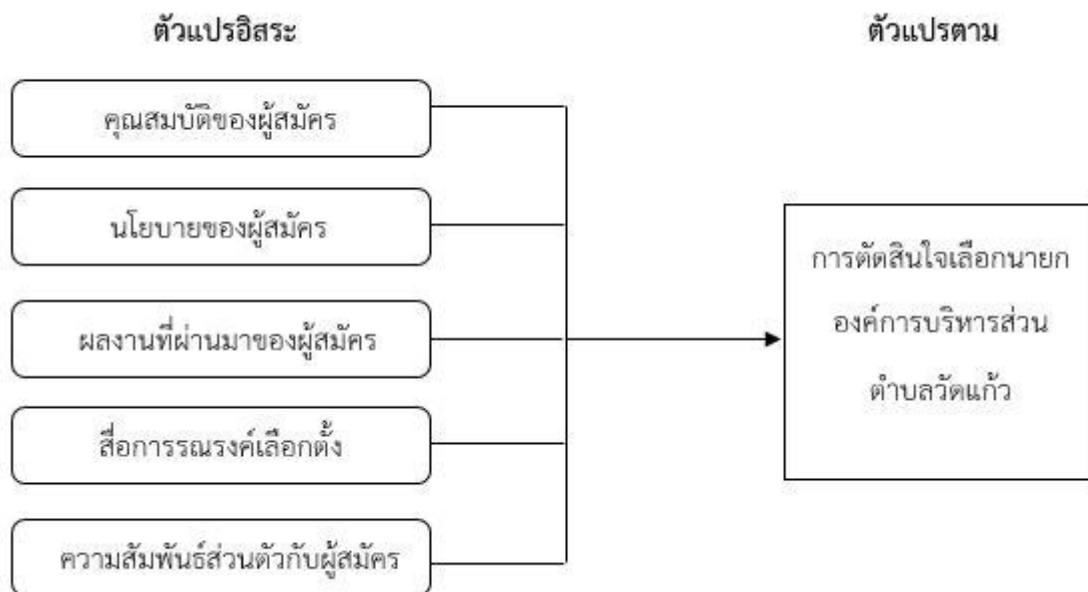 ตัวแปรอิสระ
ตัวแปรตาม
คุณสมบัติของผู้สมัคร
นโยบายของผู้สมัคร
ผลงานที่ผ่านมาของผู้สมัคร
สื่อการรณรงค์เลือกตั้ง
ความสัมพันธ์ส่วนตัวกับผู้สมัคร
การตัดสินใจเลือกนายก
องค์การบริหารส่วน
ตำบลวัดแก้ว